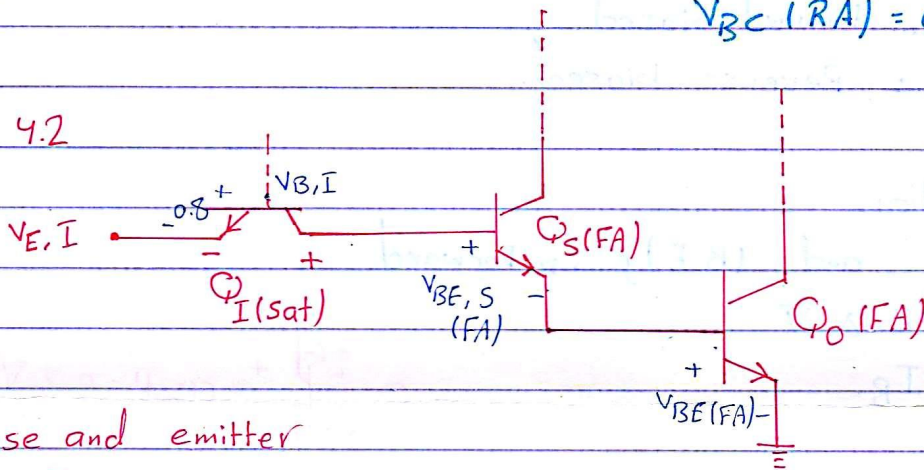 VBC (RA) =
4.2
+ VB,I
-0.8
VE,I
- +
QI(sat)
QS(FA)
+
VBE,S -
(FA)
QO(FA)
+
VBE(FA)-
se and emitter